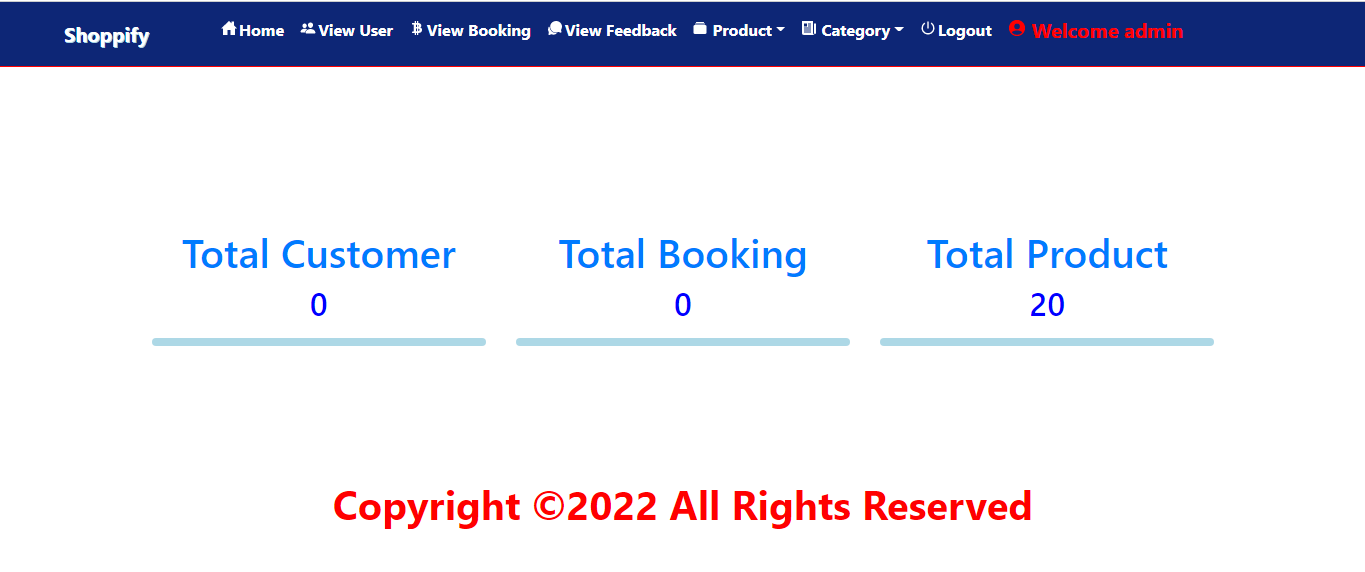 Shoppify Home View User View Booking View Feedback Product Category Logout Welcome admin
Total Customer Total Booking Total Product
0 0 20
Copyright ©2022 All Rights Reserved